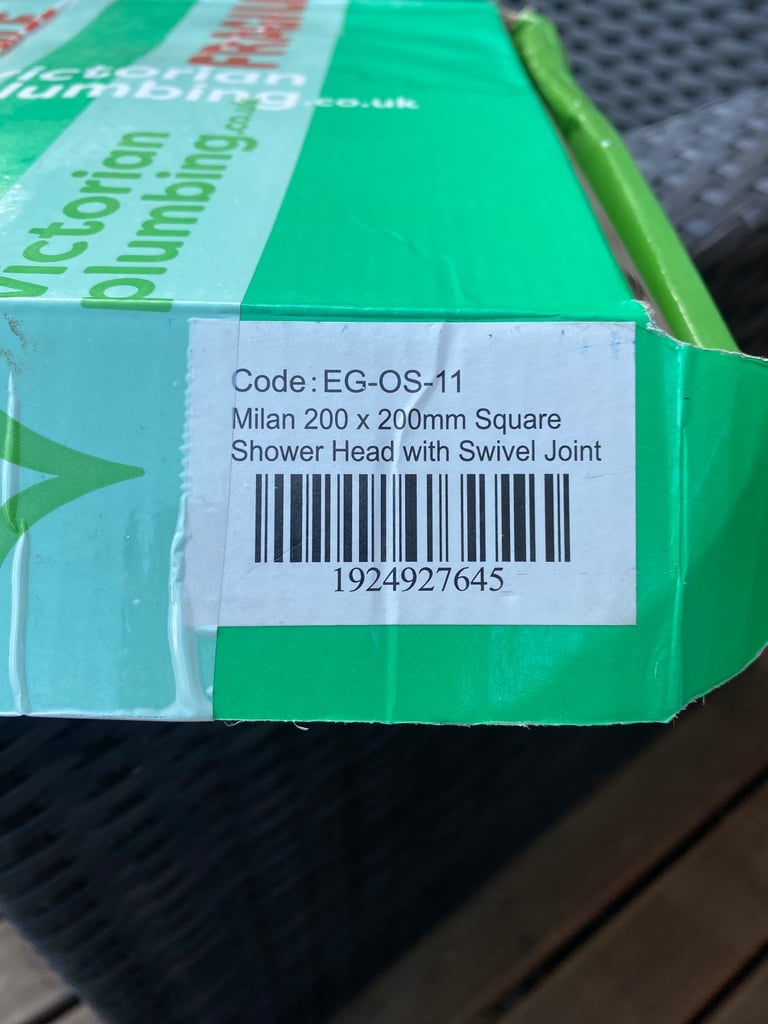 victorian
plumbing.co.uk
victorian
plumbing.co.uk
Code: EG-OS-11
Milan 200 x 200mm Square
Shower Head with Swivel Joint
1924927645